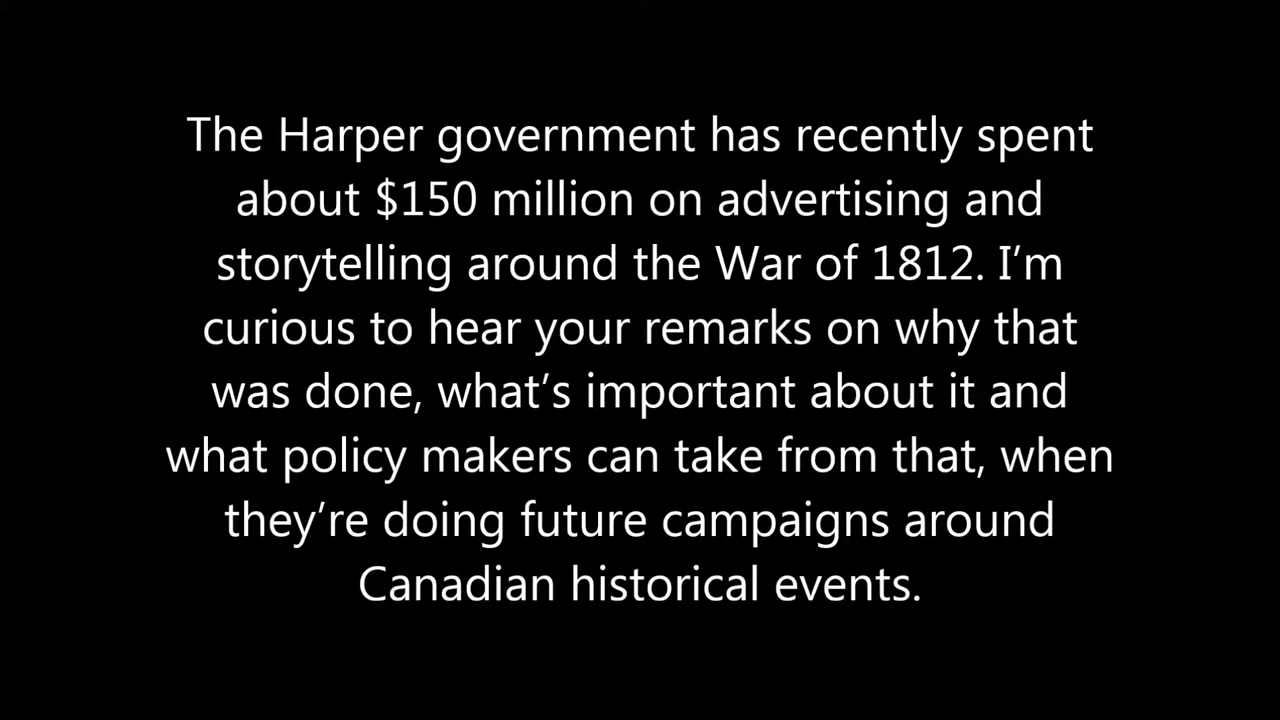 The Harper government has recently spent
about $150 million on advertising and
storytelling around the War of 1812. I’m
curious to hear your remarks on why that
was done, what’s important about it and
what policy makers can take from that, when
they’re doing future campaigns around
Canadian historical events.